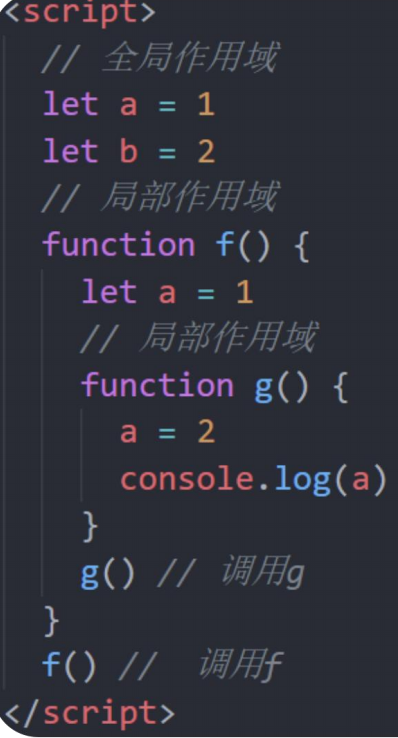 <script>
// 全局作用域
let a = 1
let b = 2
// 局部作用域
function f() {
let a = 1
// 局部作用域
function g() {
a = 2
console.log(a)
}
g() // 调用g
}
f() // 调用f
</script>